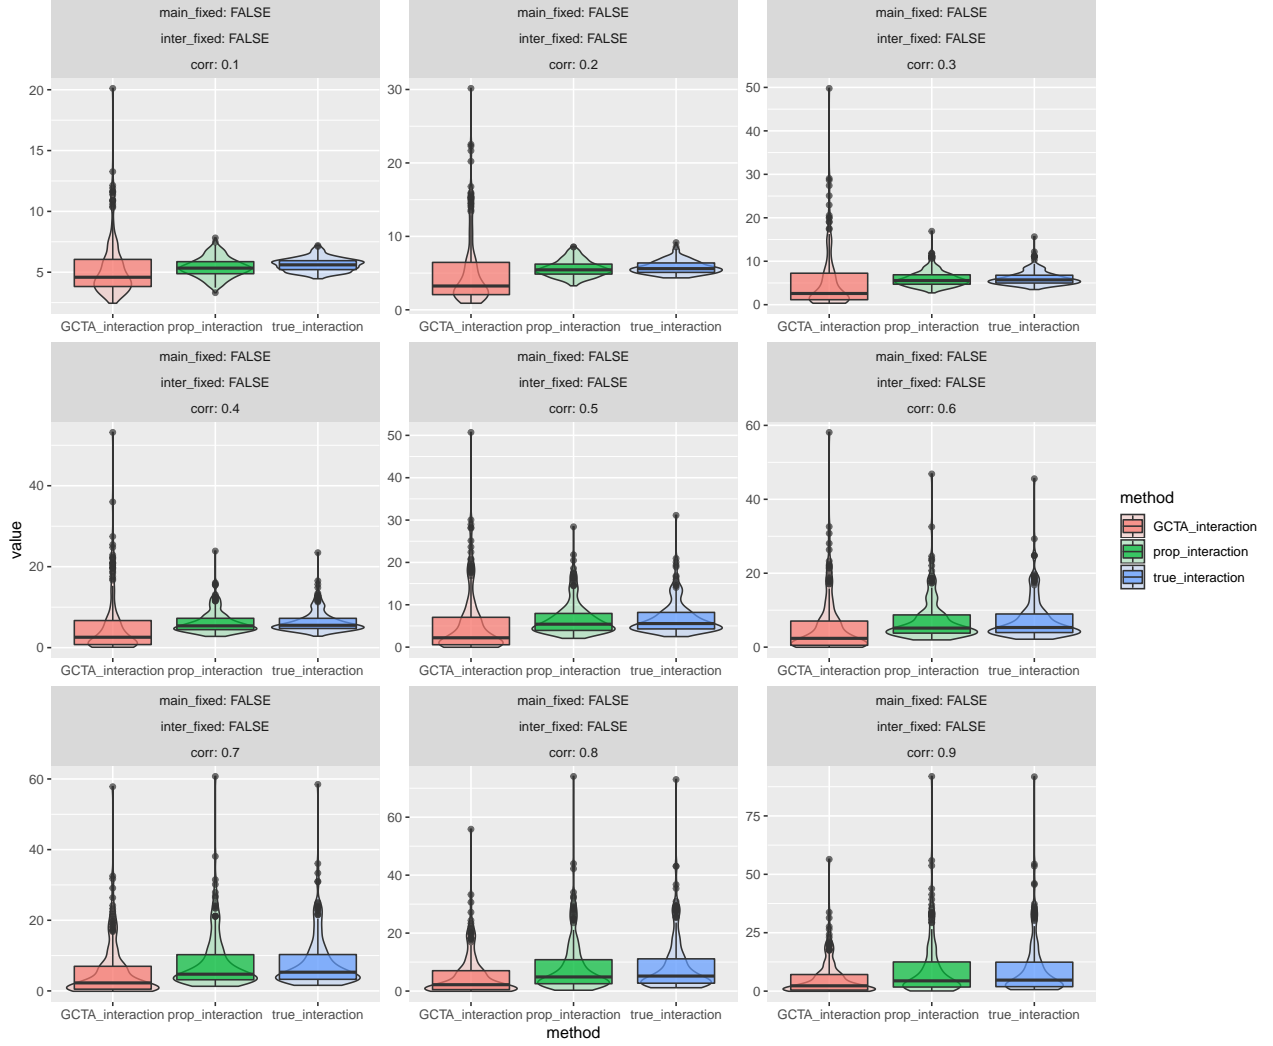 main_fixed: FALSE
inter_fixed: FALSE
corr: 0.1
main_fixed: FALSE
inter_fixed: FALSE
corr: 0.2
main_fixed: FALSE
inter_fixed: FALSE
corr: 0.3
20
15
10
5
30
20
10
0
50
40
30
20
10
0
GCTA_interaction prop_interaction true_interaction
GCTA_interaction prop_interaction true_interaction
GCTA_interaction prop_interaction true_interaction
main_fixed: FALSE
inter_fixed: FALSE
corr: 0.4
main_fixed: FALSE
inter_fixed: FALSE
corr: 0.5
main_fixed: FALSE
inter_fixed: FALSE
corr: 0.6
value
40
20
0
50
40
30
20
10
0
60
40
20
0
GCTA_interaction prop_interaction true_interaction
GCTA_interaction prop_interaction true_interaction
GCTA_interaction prop_interaction true_interaction
main_fixed: FALSE
inter_fixed: FALSE
corr: 0.7
main_fixed: FALSE
inter_fixed: FALSE
corr: 0.8
main_fixed: FALSE
inter_fixed: FALSE
corr: 0.9
60
40
20
0
60
40
20
0
75
50
25
0
GCTA_interaction prop_interaction true_interaction
GCTA_interaction prop_interaction true_interaction
GCTA_interaction prop_interaction true_interaction
method
method
GCTA_interaction
prop_interaction
true_interaction